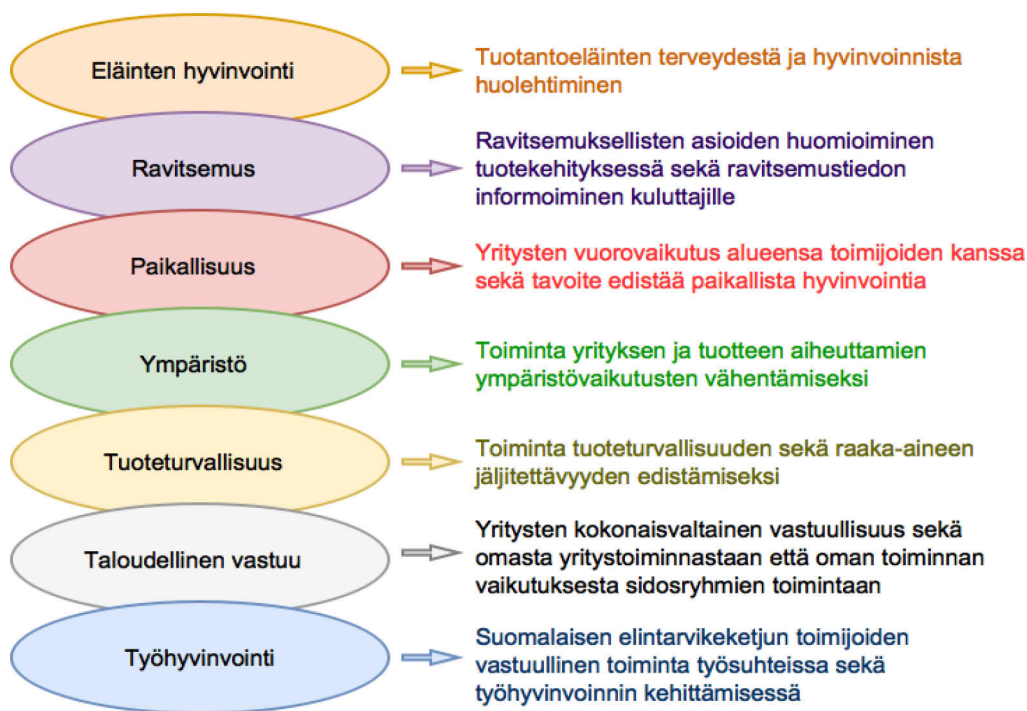 Eläinten hyvinvointi
Tuotantoeläinten terveydestä ja hyvinvoinnista
huolehtiminen
Ravitsemus
Ravitsemuksellisten asioiden huomioiminen
tuotekehityksessä sekä ravitsemustiedon
informoiminen kuluttajille
Paikallisuus
Yritysten vuorovaikutus alueensa toimijoiden kanssa
sekä tavoite edistää paikallista hyvinvointia
Ympäristö
Toiminta yrityksen ja tuotteen aiheuttamien
ympäristövaikutusten vähentämiseksi
Tuoteturvallisuus
Toiminta tuoteturvallisuuden sekä raaka-aineen
jäljitettävyyden edistämiseksi
Taloudellinen vastuu
Yritysten kokonaisvaltainen vastuullisuus sekä
omasta yritystoiminnastaan että oman toiminnan
vaikutuksesta sidosryhmien toimintaan
Työhyvinvointi
Suomalaisen elintarvikeketjun toimijoiden
vastuullinen toiminta työsuhteissa sekä
työhyvinvoinnin kehittämisessä